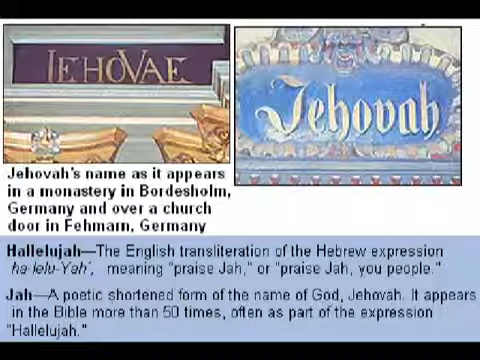 IEHOVAE
Jehovah
Jehovah's name as it appears
in a monastery in Bordesholm,
Germany and over a church
door in Fehmarn, Germany
Hallelujah—The English transliteration of the Hebrew expression
ha·lelu-Yah', meaning "praise Jah," or "praise Jah, you people."
Jah—A poetic shortened form of the name of God, Jehovah. It appears
in the Bible more than 50 times, often as part of the expression
"Hallelujah."